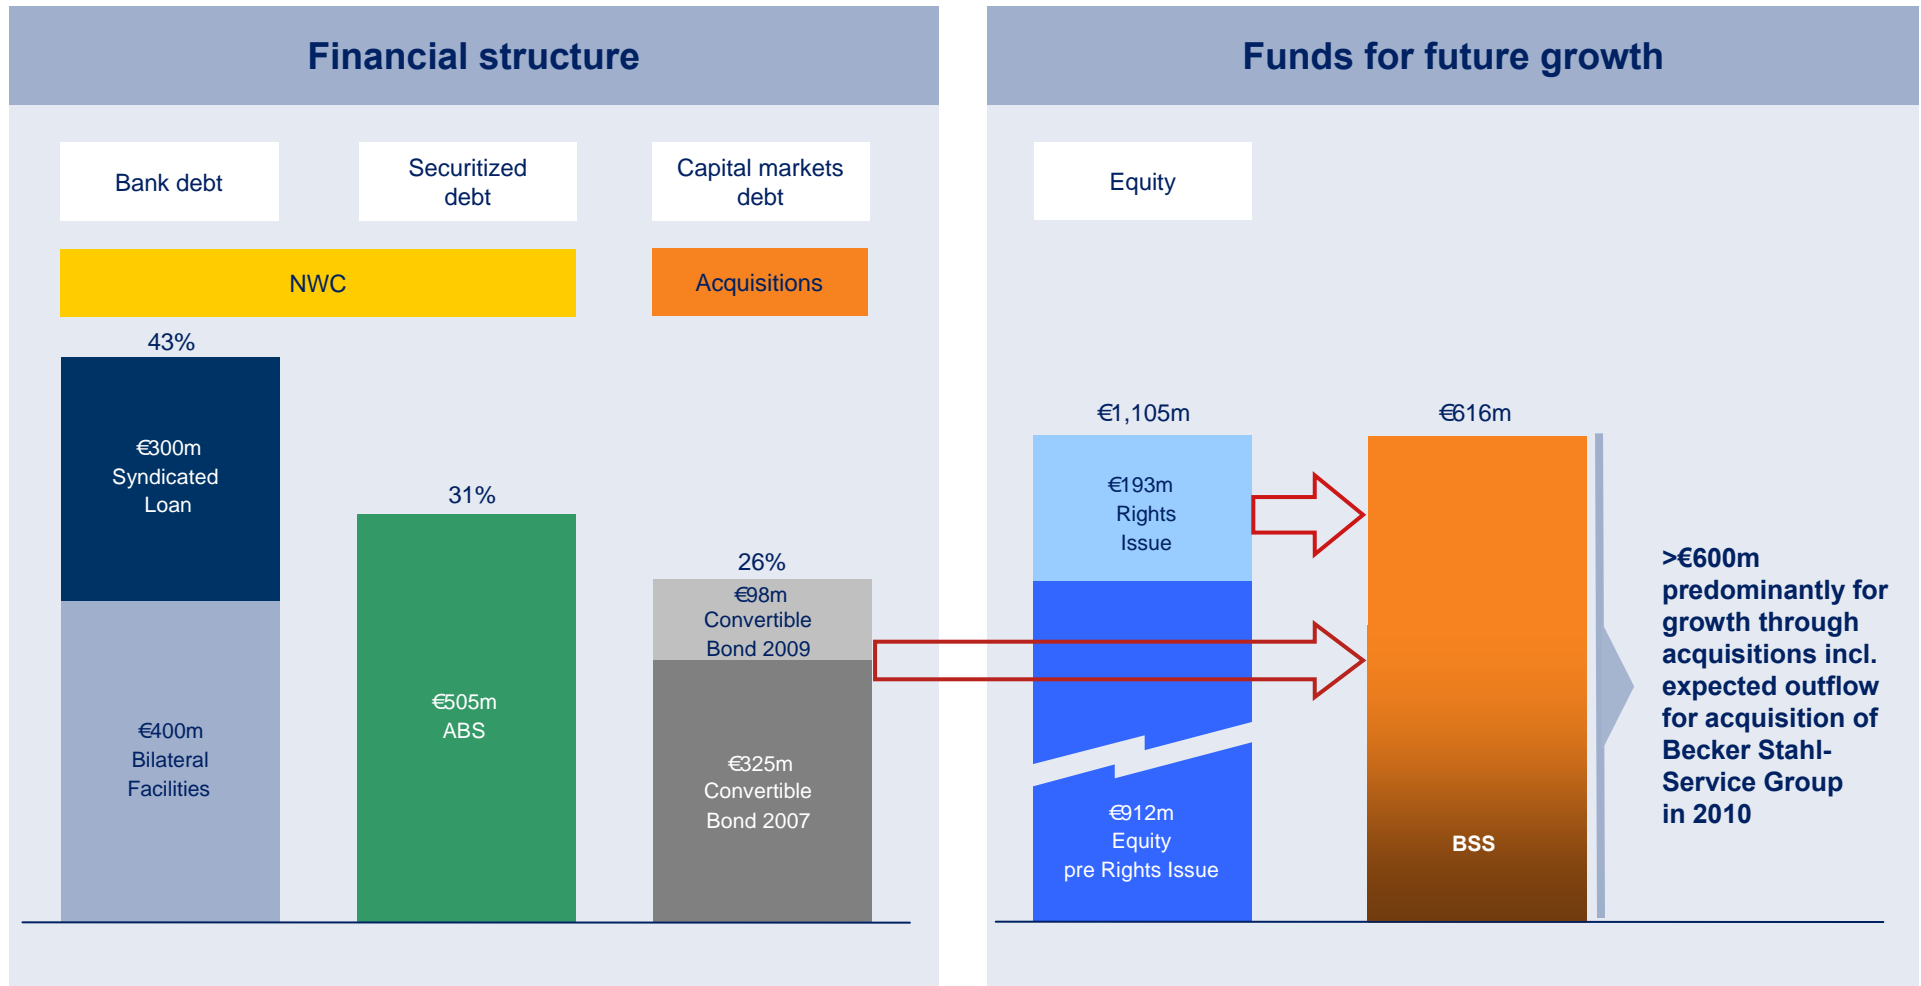 Financial structure
Bank debt
Securitized
debt
Capital markets
debt
NWC
Acquisitions
43%
€300m
Syndicated
Loan
€400m
Bilateral
Facilities
31%
€505m
ABS
26%
€98m
Convertible
Bond 2009
€325m
Convertible
Bond 2007
Funds for future growth
Equity
€1,105m
€193m
Rights
Issue
€912m
Equity
pre Rights Issue
€616m
BSS
>€600m
predominantly for
growth through
acquisitions incl.
expected outflow
for acquisition of
Becker Stahl-
Service Group
in 2010